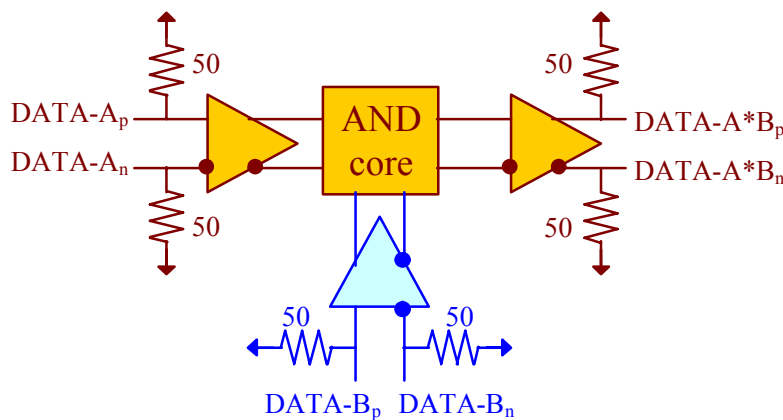 50
50
DATA-Aₚ
AND
DATA-A*Bₚ
DATA-Aₙ
core
DATA-A*Bₙ
50
50
50
50
DATA-Bₚ DATA-Bₙ